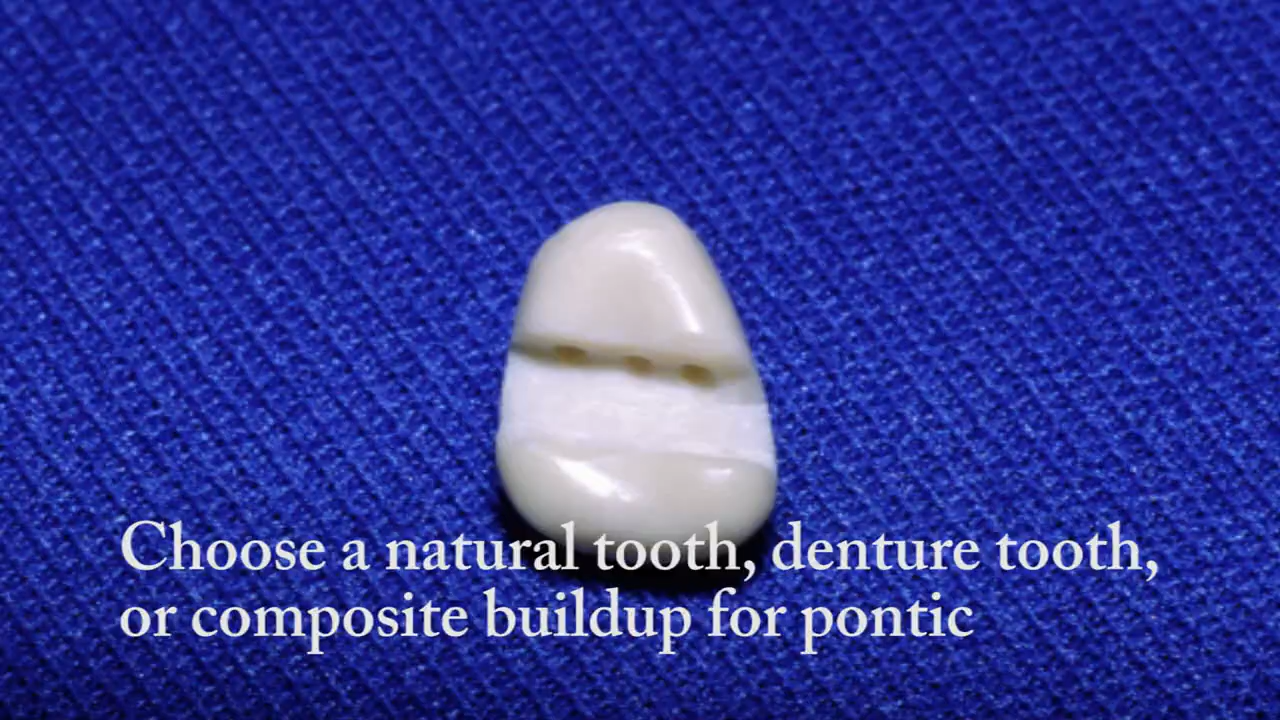 Choose a natural tooth, denture tooth,
or composite buildup for pontic